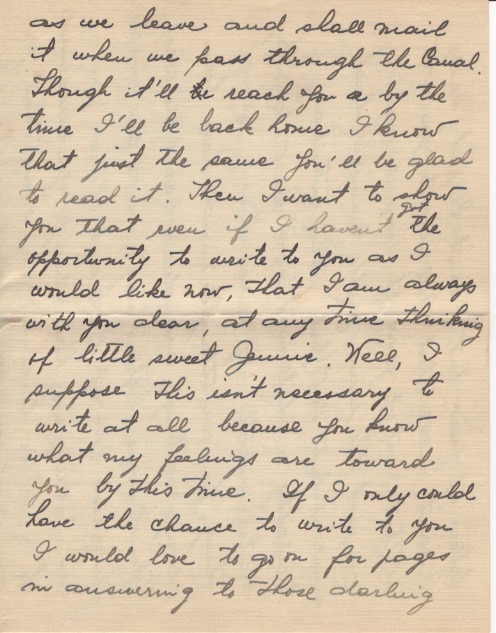 as we leave and shall mail
it when we pass through the Canal.
Though it'll reach you by the
time I'll be back home I know
that just the same you'll be glad
to read it. Then I want to show
you that even if I haven't got the
opportunity to write to you as I
would like now, that I am always
with you dear, at any time thinking
of little sweet Jennie. Well, I
suppose this isn't necessary to
write at all because you know
what my feelings are toward
you by this time. If I only could
have the chance to write to you
I would love to go on for pages
in answering to those darling